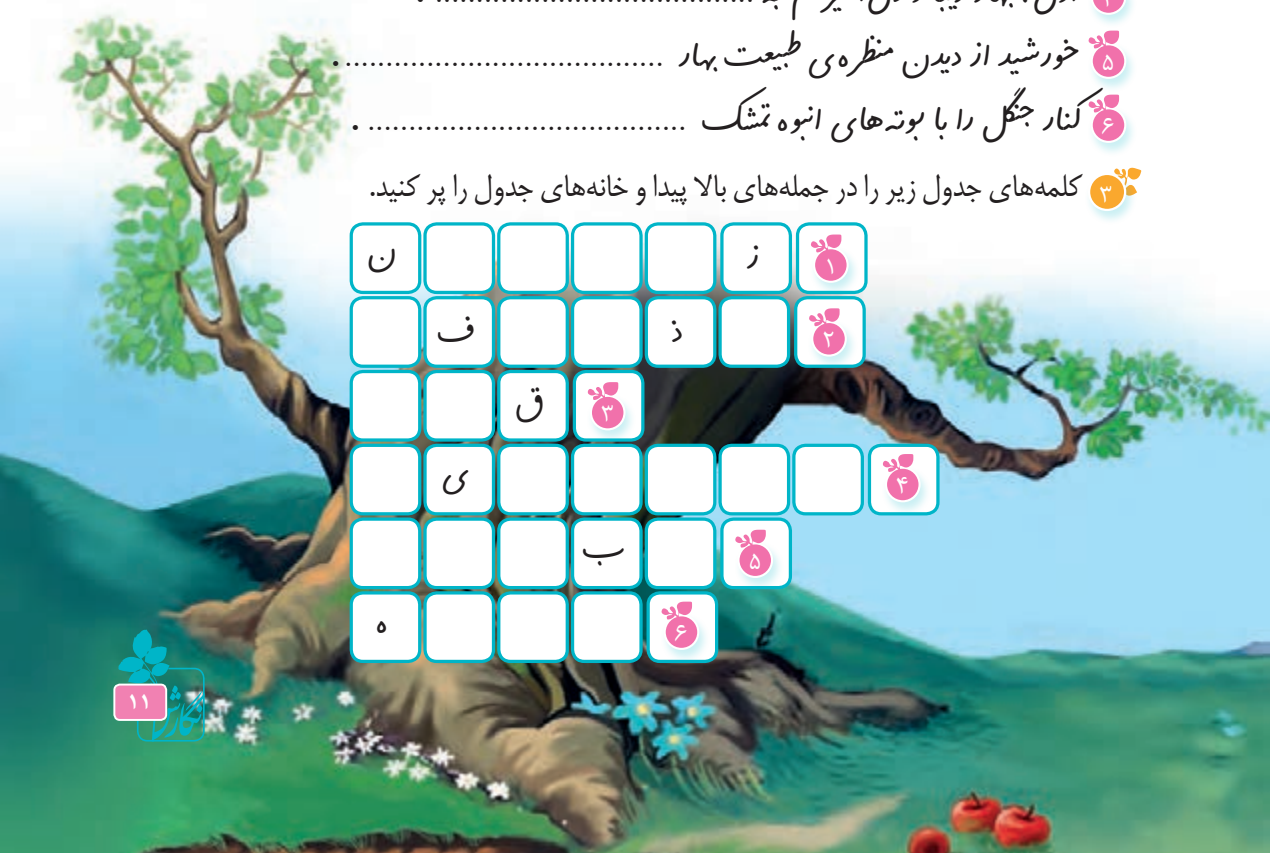 ۵ خورشید از دیدن منظره‌ی طبیعت بهار ....................................... .
۶ کنار جنگل را با بوته‌های انبوه تمشک ....................................... .
۳ کلمه‌های جدول زیر را در جمله‌های بالا پیدا و خانه‌های جدول را پر کنید.
۱ ز ن
۲ ذ ف
۳ ق
۴ ی
۵ ب
۶ ه
نگارش ۱۱